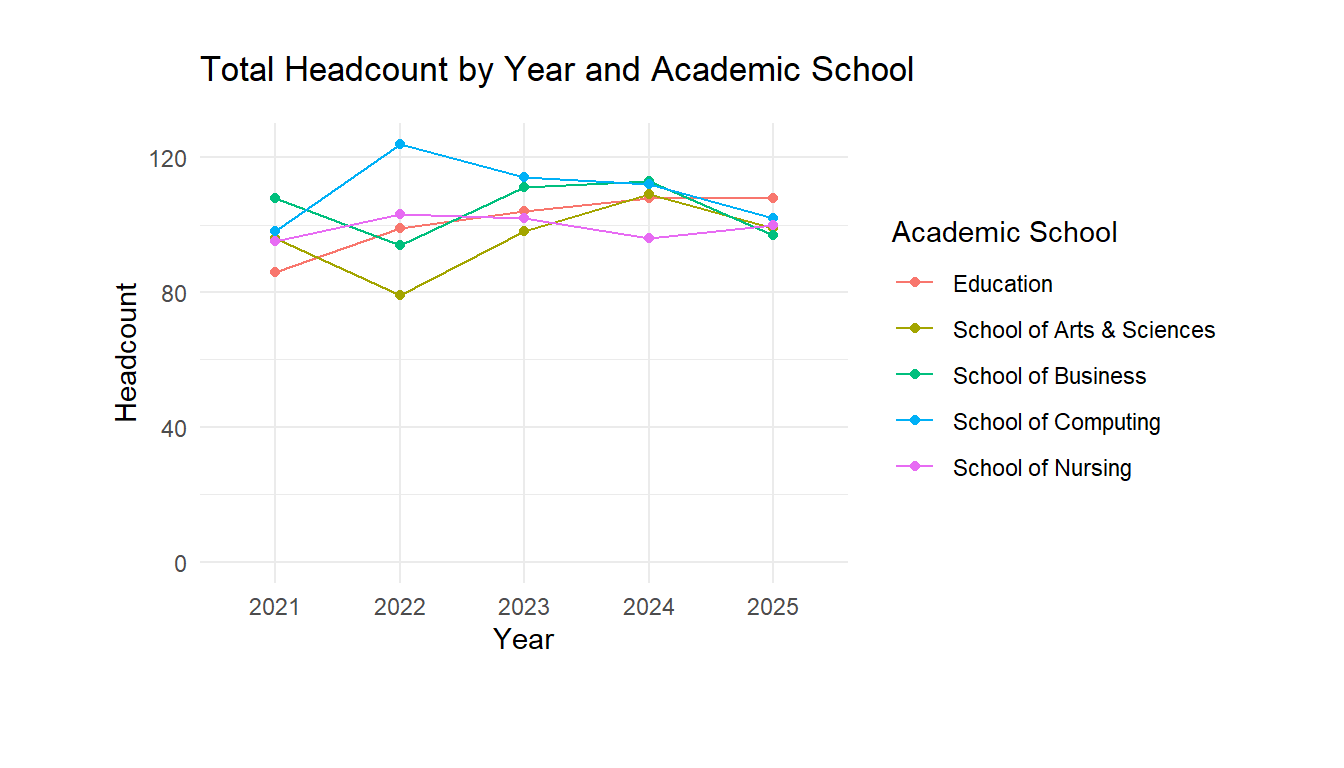 Total Headcount by Year and Academic School
120
80
40
0
Headcount
2021 2022 2023 2024 2025
Year
Academic School
Education
School of Arts & Sciences
School of Business
School of Computing
School of Nursing